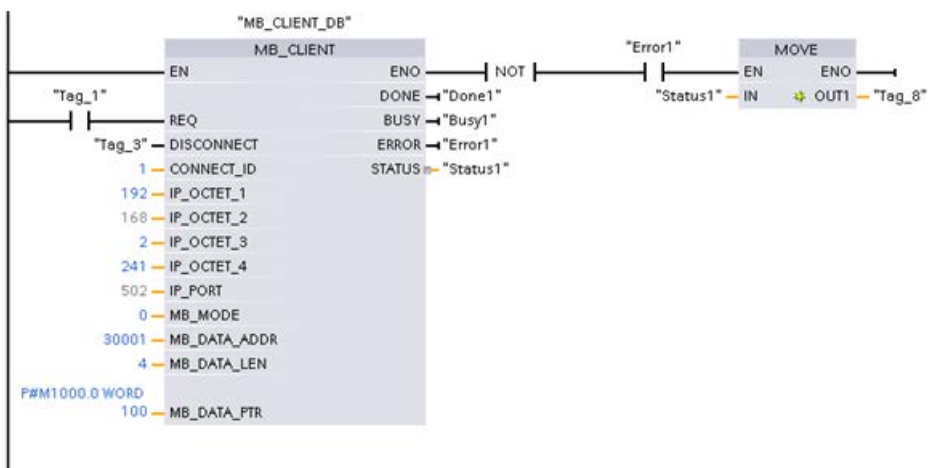 "MB_CLIENT_DB"
MB_CLIENT
"Error1"
MOVE
EN ENO
NOT
EN ENO
"Tag_1"
DONE "Done1"
"Status1" IN OUT1 "Tag_8"
REQ BUSY "Busy1"
"Tag_3" DISCONNECT ERROR "Error1"
1 CONNECT_ID STATUS "Status1"
192 IP_OCTET_1
168 IP_OCTET_2
2 IP_OCTET_3
241 IP_OCTET_4
502 IP_PORT
0 MB_MODE
30001 MB_DATA_ADDR
4 MB_DATA_LEN
P#M1000.0 WORD
100 MB_DATA_PTR